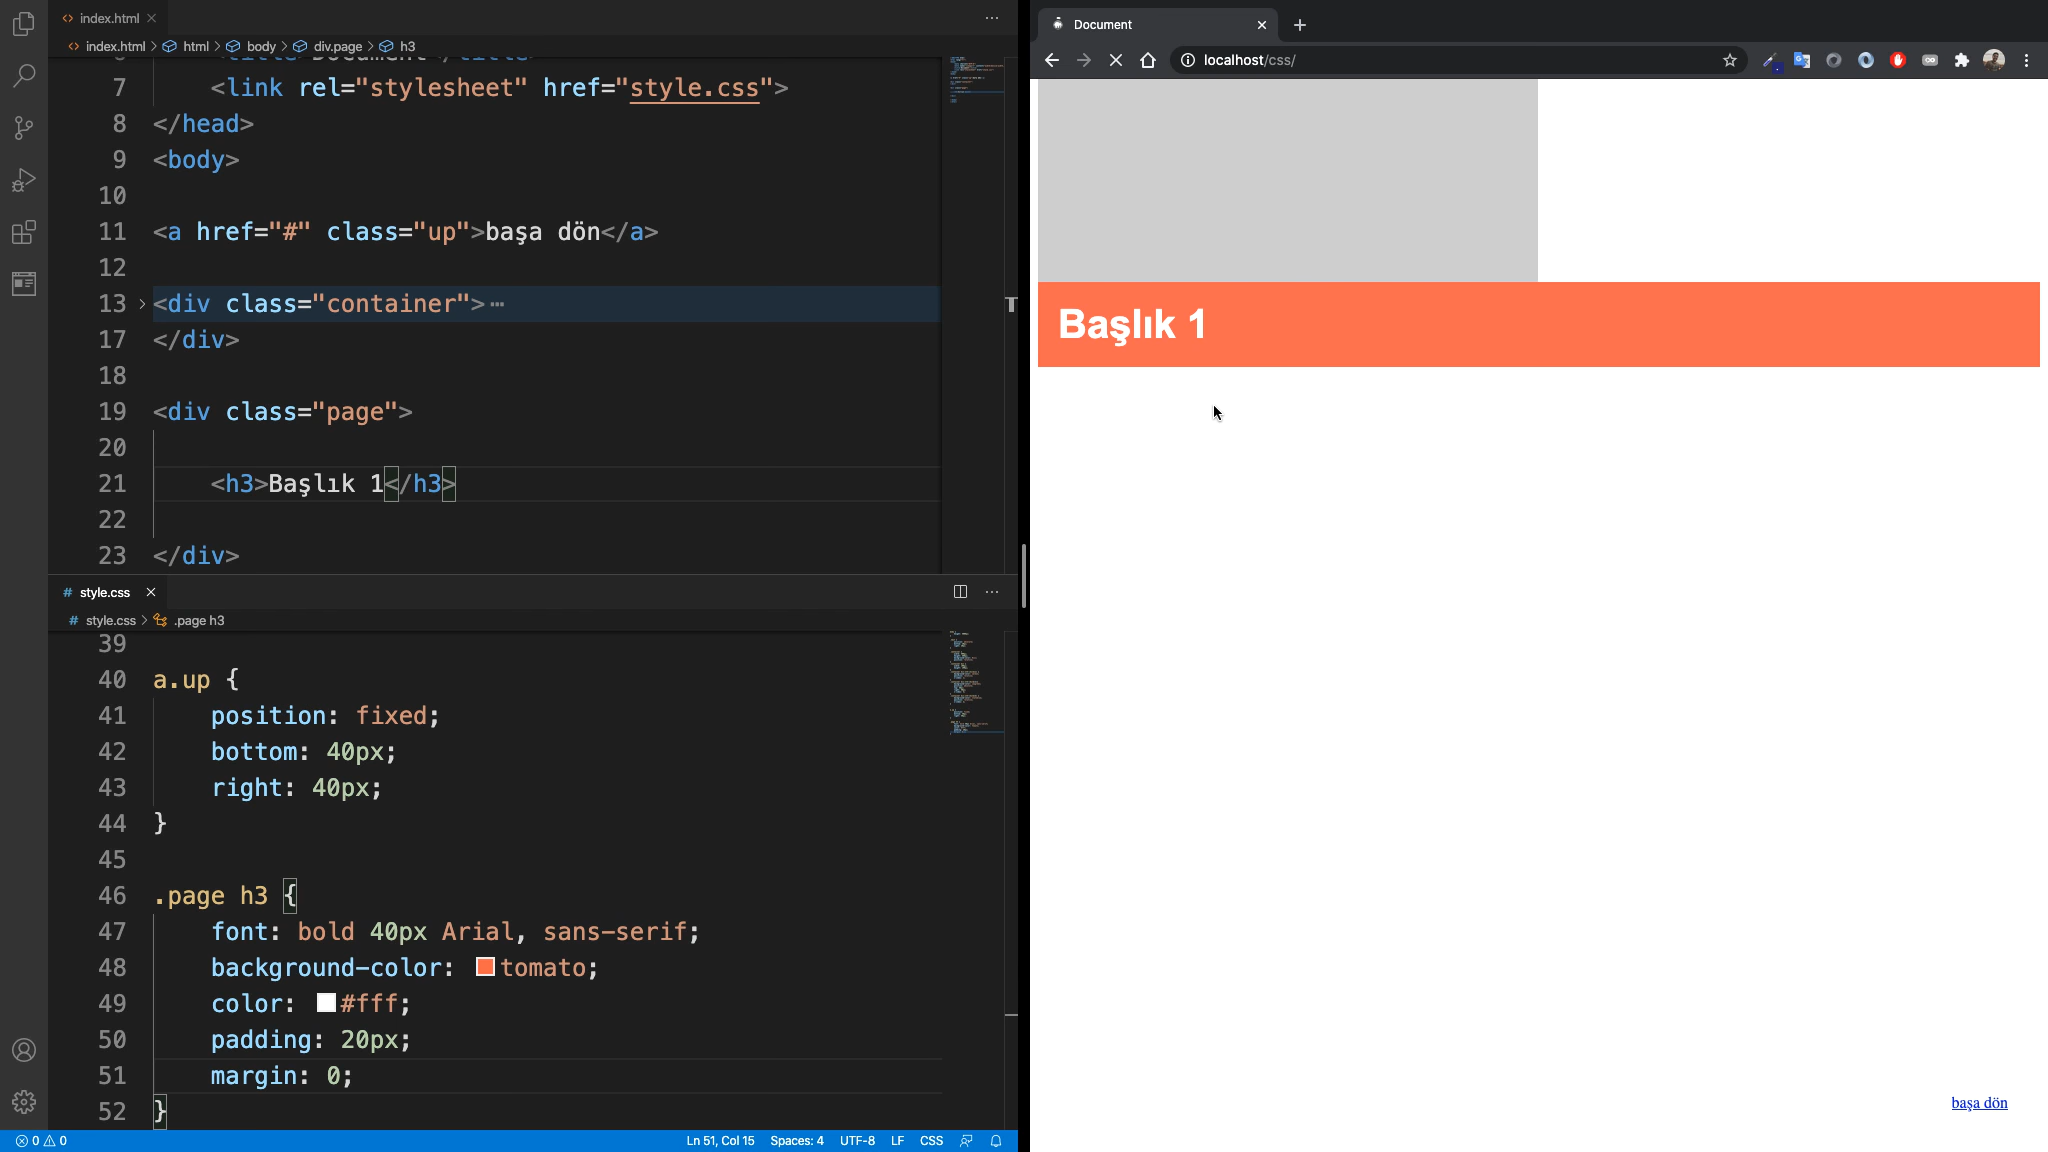 index.html
index.html > html > body > div.page > h3
<title>Document</title>
7 <link rel="stylesheet" href="style.css">
8 </head>
9 <body>
10
11 <a href="#" class="up">başa dön</a>
12
13 <div class="container">…
17 </div>
18
19 <div class="page">
20
21 <h3>Başlık 1</h3>
22
23 </div>
# style.css
# style.css > .page h3
39
40 a.up {
41 position: fixed;
42 bottom: 40px;
43 right: 40px;
44 }
45
46 .page h3 {
47 font: bold 40px Arial, sans-serif;
48 background-color: tomato;
49 color: #fff;
50 padding: 20px;
51 margin: 0;
52 }
0 0 Ln 51, Col 15 Spaces: 4 UTF-8 LF CSS
Document
localhost/css/
Başlık 1
başa dön